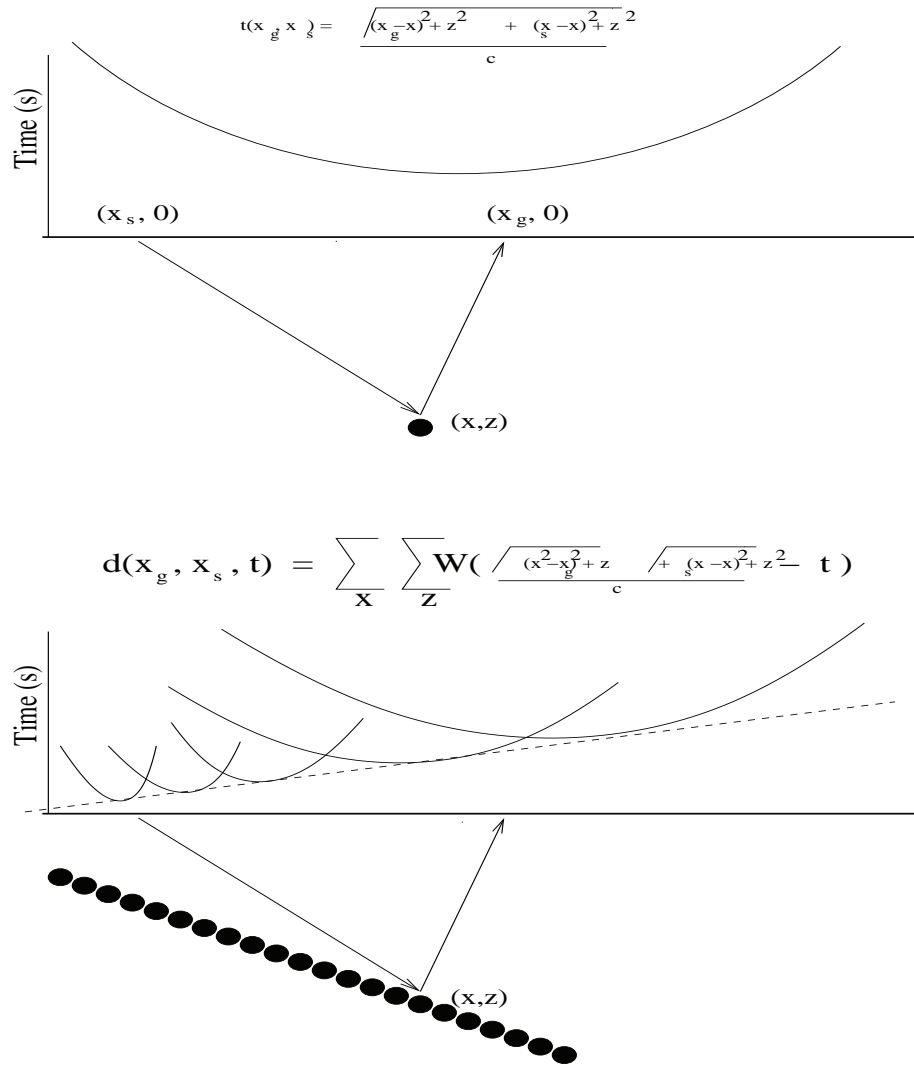 t(x_g, x_s) = √((x_g−x)² + z²) + √((x_s−x)² + z²) / c
Time (s)
(x_s, 0) (x_g, 0)
(x,z)
d(x_g, x_s, t) = Σ_x Σ_z W( √((x²−x_g)² + z) √(+ (x_s−x)² + z²) / c − t )
Time (s)
(x,z)